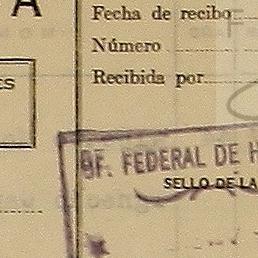 A
Fecha de recibo
Número
Recibida por
ES
OF. FEDERAL DE H
SELLO DE LA